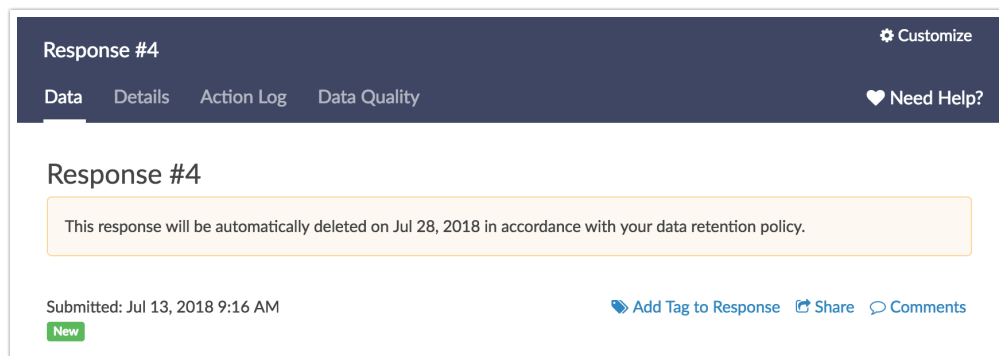 Response #4
Customize
Data Details Action Log Data Quality
Need Help?
Response #4
This response will be automatically deleted on Jul 28, 2018 in accordance with your data retention policy.
Submitted: Jul 13, 2018 9:16 AM
Add Tag to Response Share Comments
New